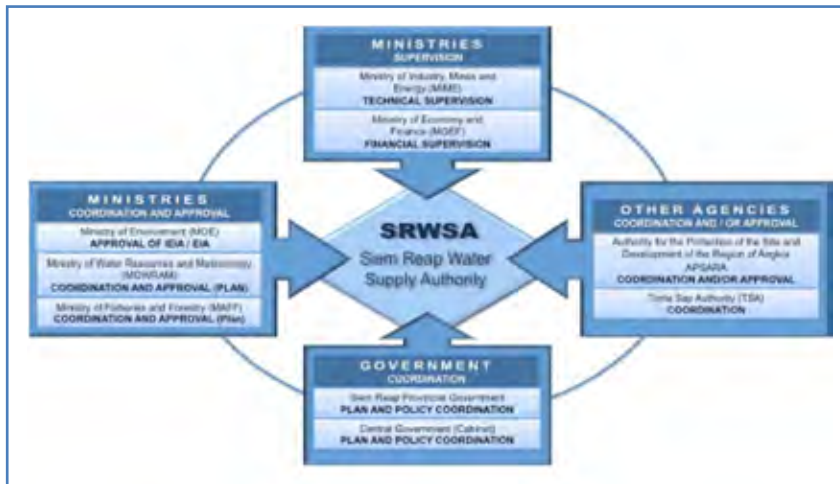 MINISTRIES
SUPERVISION
Ministry of Industry, Mines and
Energy (MIME)
TECHNICAL SUPERVISION
Ministry of Economy and
Finance (MOEF)
FINANCIAL SUPERVISION
MINISTRIES
COORDINATION AND APPROVAL
Ministry of Environment (MOE)
APPROVAL OF IEIA / EIA
Ministry of Water Resources and Meteorology
(MOWRAM)
COORDINATION AND APPROVAL (PLAN)
Ministry of Fisheries and Forestry (MAFF)
COORDINATION AND APPROVAL (Plan)
SRWSA
Siem Reap Water
Supply Authority
OTHER AGENCIES
COORDINATION AND / OR APPROVAL
Authority for the Protection of the Site and
Development of the Region of Angkor
APSARA
COORDINATION AND/OR APPROVAL
Tonle Sap Authority (TSA)
COORDINATION
GOVERNMENT
COORDINATION
Siem Reap Provincial Government
PLAN AND POLICY COORDINATION
Central Government (Cabinet)
PLAN AND POLICY COORDINATION